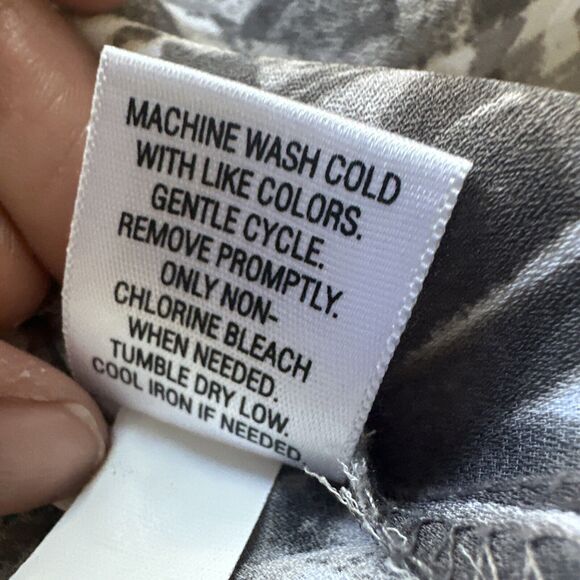 MACHINE WASH COLD
WITH LIKE COLORS.
GENTLE CYCLE.
REMOVE PROMPTLY.
ONLY NON-
CHLORINE BLEACH
WHEN NEEDED.
TUMBLE DRY LOW.
COOL IRON IF NEEDED